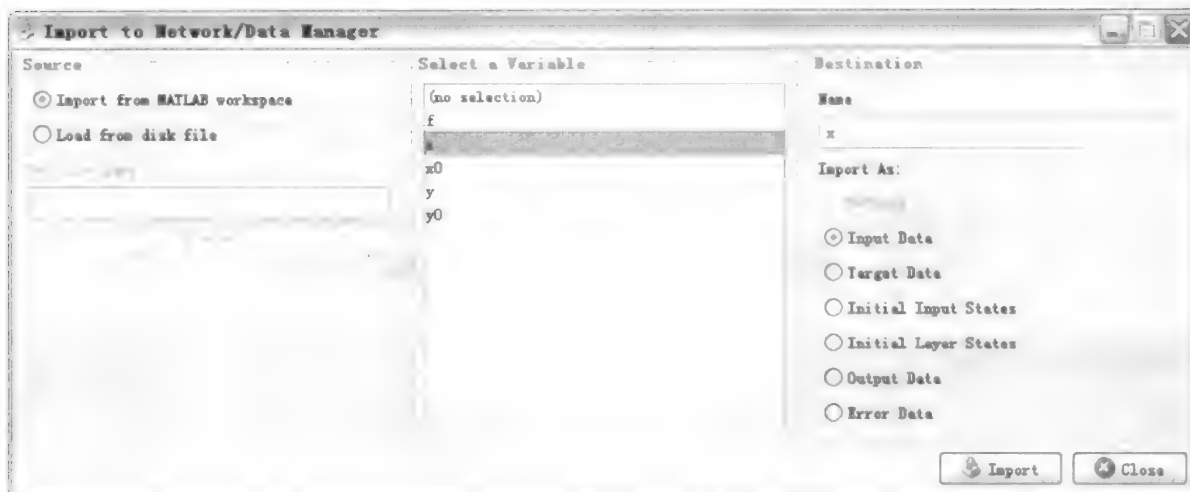 Import to Network/Data Manager
Source
Import from MATLAB workspace
Load from disk file
Select a Variable
(no selection)
f
x
x0
y
y0
Destination
Name
x
Import As:
Input Data
Target Data
Initial Input States
Initial Layer States
Output Data
Error Data
Import
Close